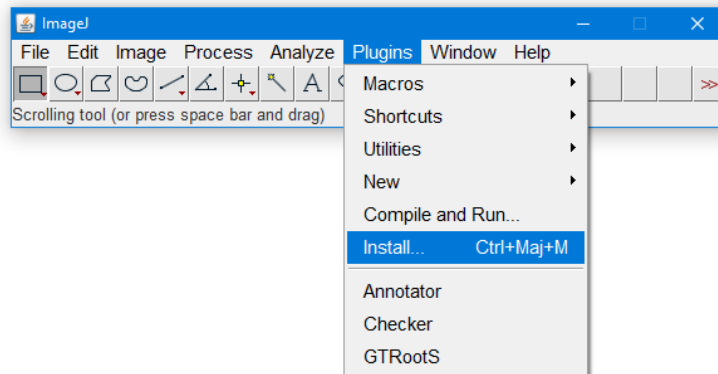 ImageJ
File Edit Image Process Analyze Plugins Window Help
A
Scrolling tool (or press space bar and drag)
Macros
Shortcuts
Utilities
New
Compile and Run...
Install... Ctrl+Maj+M
Annotator
Checker
GTRootS